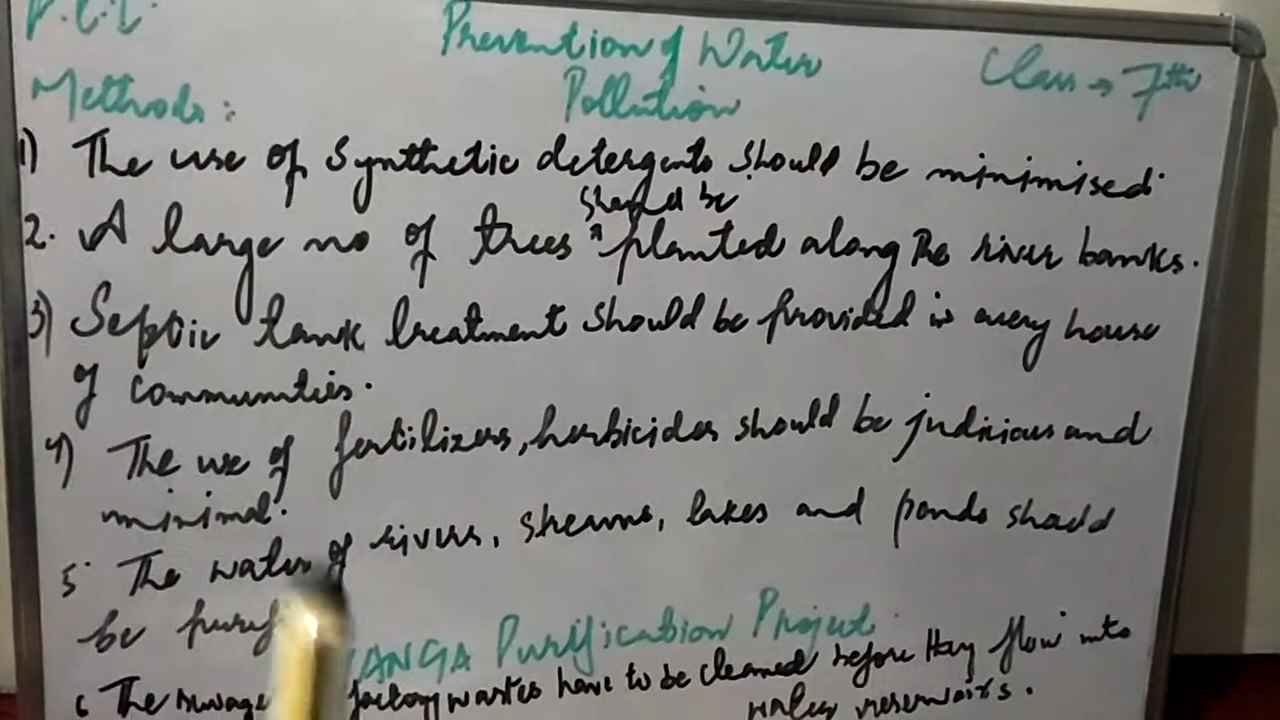 Prevention of Water
Pollution
Class → 7th
Methods:
1) The use of Synthetic detergents should be minimised.
2. A large no of trees should be planted along the river banks.
3) Septic tank treatment should be provided in every house
of communities.
4) The use of fertilizers, herbicides should be judicious and
minimal.
5. The water of rivers, streams, lakes and ponds should
be
GANGA Purification Project.
6 The sewage factory wastes have to be cleaned before they flow into
water reservoirs.